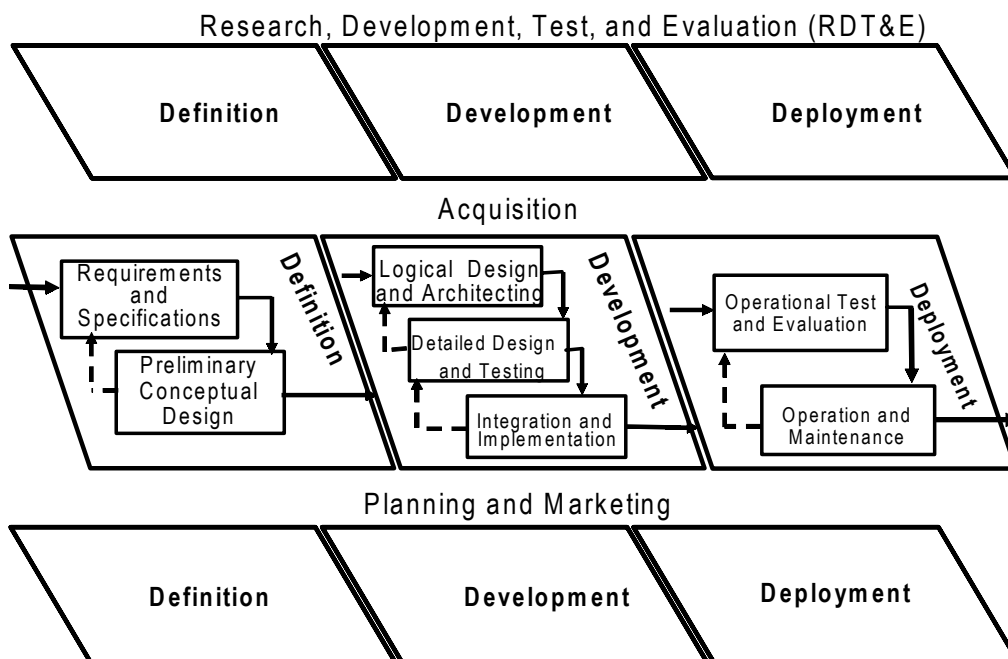 Research, Development, Test, and Evaluation (RDT&E)
Definition
Development
Deployment
Acquisition
Requirements
and
Specifications
Preliminary
Conceptual
Design
Definition
Logical Design
and Architecting
Detailed Design
and Testing
Integration and
Implementation
Development
Operational Test
and Evaluation
Operation and
Maintenance
Deployment
Planning and Marketing
Definition
Development
Deployment